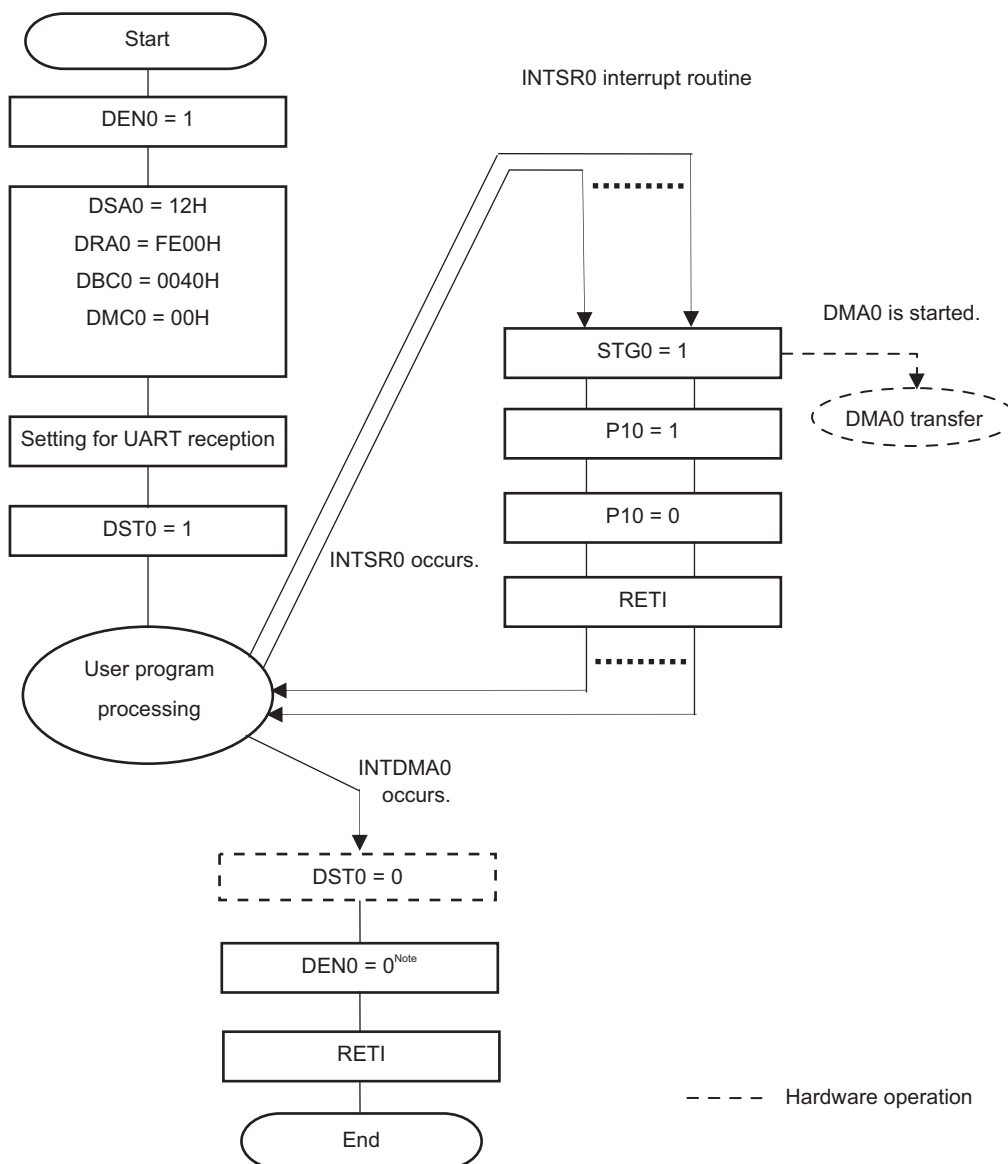 Start
DEN0 = 1
DSA0 = 12H
DRA0 = FE00H
DBC0 = 0040H
DMC0 = 00H
Setting for UART reception
DST0 = 1
User program
processing
INTSR0 interrupt routine
INTSR0 occurs.
STG0 = 1
P10 = 1
P10 = 0
RETI
DMA0 is started.
DMA0 transfer
INTDMA0
occurs.
DST0 = 0
DEN0 = 0Note
RETI
End
Hardware operation